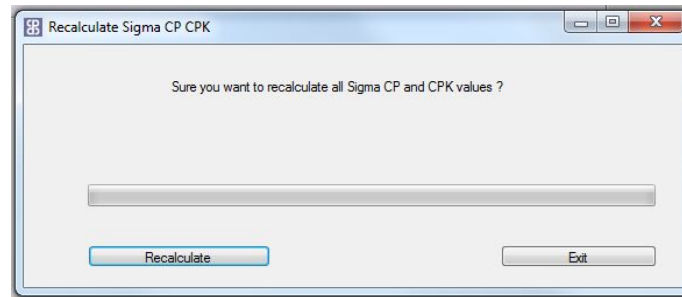 Recalculate Sigma CP CPK
Sure you want to recalculate all Sigma CP and CPK values ?
Recalculate
Exit